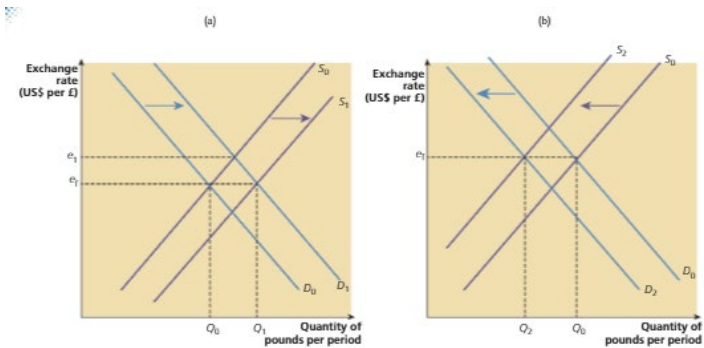 (a)
Exchange
rate
(US$ per £)
e₁
ef
S₀
S₁
D₀
D₁
Q₀
Q₁
Quantity of
pounds per period
(b)
Exchange
rate
(US$ per £)
ef
S₂
S₀
D₂
D₀
Q₂
Q₀
Quantity of
pounds per period